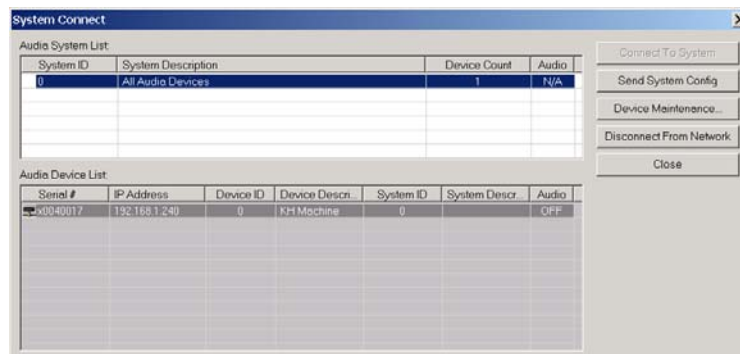 System Connect
Audio System List:
System ID System Description Device Count Audio
0 All Audio Devices 1 N/A
Connect To System
Send System Config
Device Maintenance...
Disconnect From Network
Close
Audio Device List:
Serial # IP Address Device ID Device Descri... System ID System Descr... Audio
x0040017 192.168.1.240 0 KH Machine 0 OFF